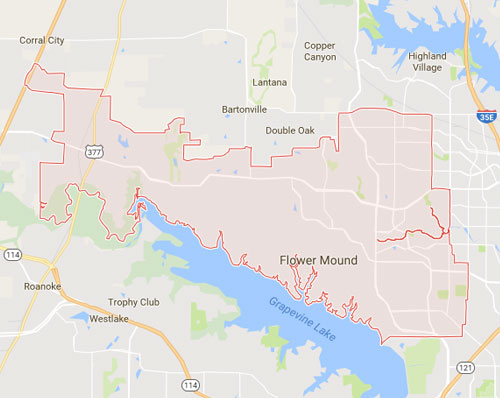 Corral City
Copper
Canyon
Highland
Village
Lantana
Bartonville
35E
Double Oak
377
Flower Mound
114
Roanoke
Trophy Club
Westlake
Grapevine Lake
121
114